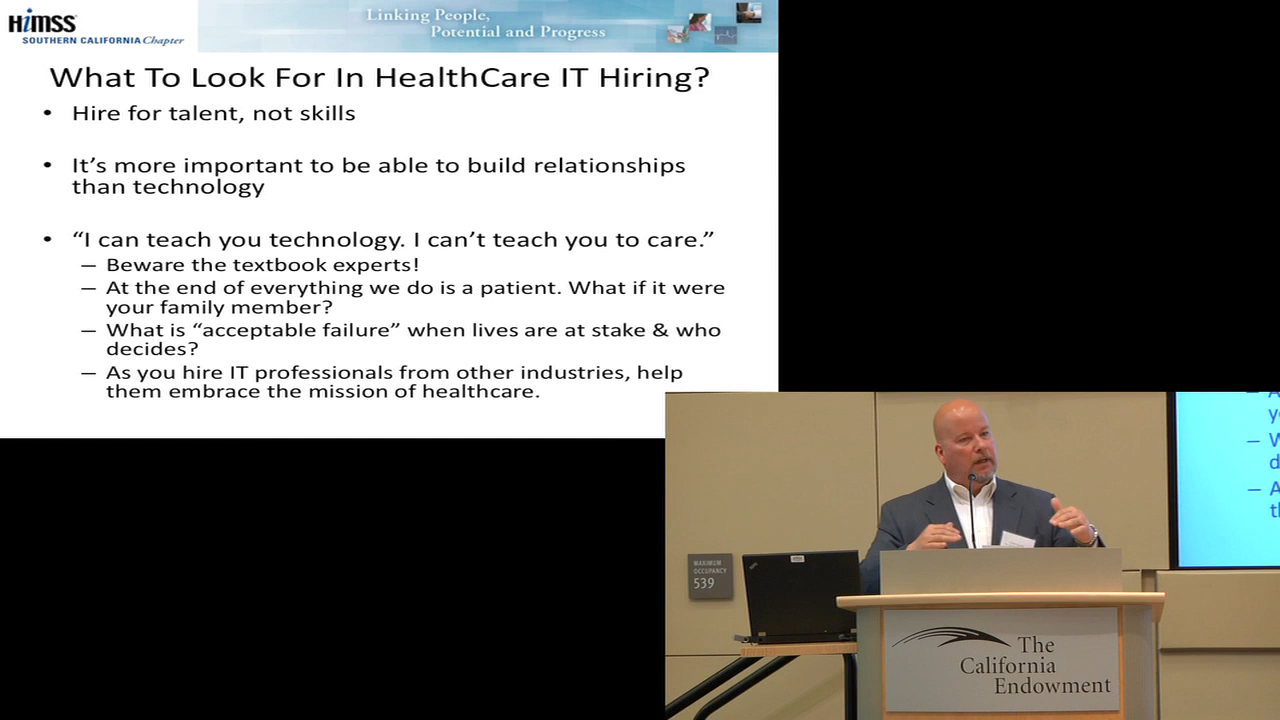 HiMSS
SOUTHERN CALIFORNIA Chapter
Linking People,
Potential and Progress
What To Look For In HealthCare IT Hiring?
• Hire for talent, not skills
• It’s more important to be able to build relationships
than technology
• “I can teach you technology. I can’t teach you to care.”
– Beware the textbook experts!
– At the end of everything we do is a patient. What if it were
your family member?
– What is “acceptable failure” when lives are at stake & who
decides?
– As you hire IT professionals from other industries, help
them embrace the mission of healthcare.
MAXIMUM
OCCUPANCY
539
The
California
Endowment